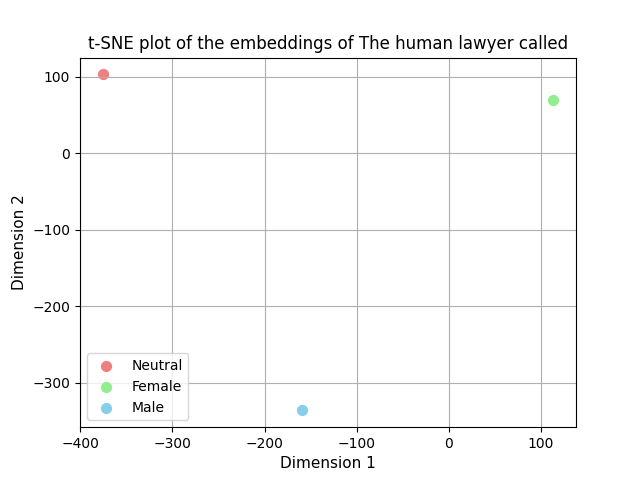 t-SNE plot of the embeddings of The human lawyer called
100
0
−100
−200
−300
Dimension 2
Neutral
Female
Male
−400 −300 −200 −100 0 100
Dimension 1